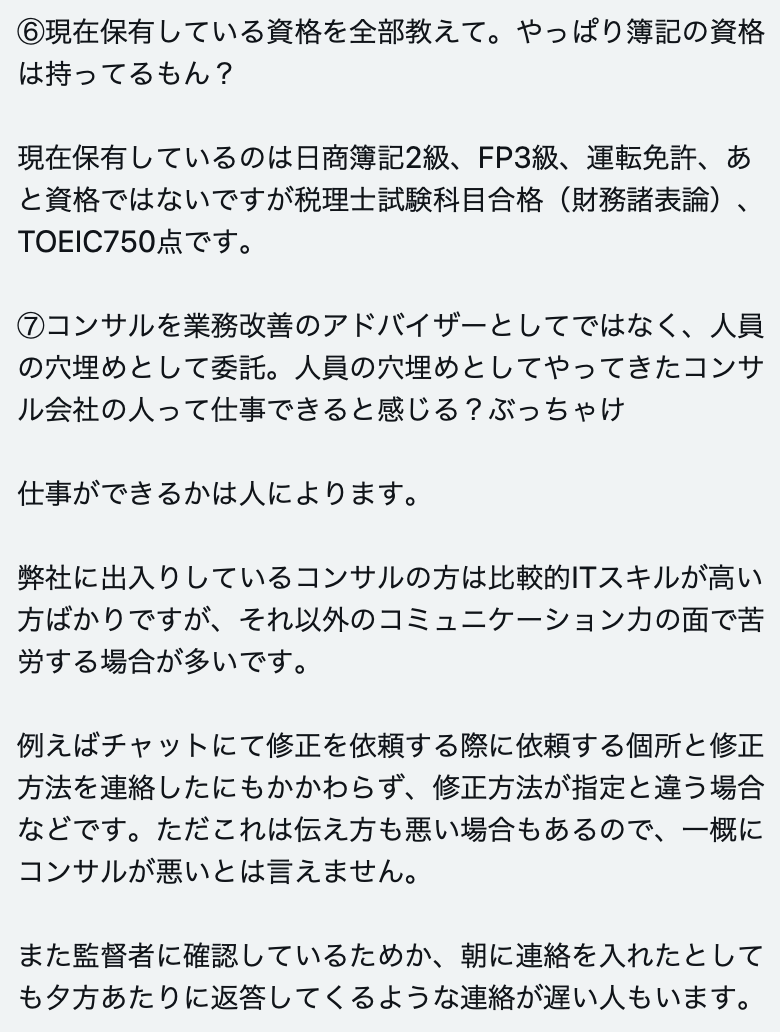 ⑥現在保有している資格を全部教えて。やっぱり簿記の資格
は持ってるもん？
現在保有しているのは日商簿記2級、FP3級、運転免許、あ
と資格ではないですが税理士試験科目合格（財務諸表論）、
TOEIC750点です。
⑦コンサルを業務改善のアドバイザーとしてではなく、人員
の穴埋めとして委託。人員の穴埋めとしてやってきたコンサ
ル会社の人って仕事できると感じる？ぶっちゃけ
仕事ができるかは人によります。
弊社に出入りしているコンサルの方は比較的ITスキルが高い
方ばかりですが、それ以外のコミュニケーション力の面で苦
労する場合が多いです。
例えばチャットにて修正を依頼する際に依頼する個所と修正
方法を連絡したにもかかわらず、修正方法が指定と違う場合
などです。ただこれは伝え方も悪い場合もあるので、一概に
コンサルが悪いとは言えません。
また監督者に確認しているためか、朝に連絡を入れたとして
も夕方あたりに返答してくるような連絡が遅い人もいます。